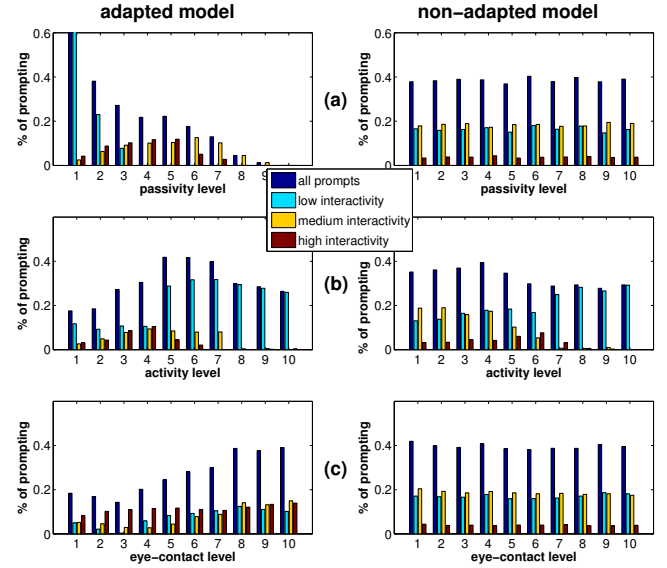 adapted model
non−adapted model
% of prompting
0.6
0.4
0.2
0
1 2 3 4 5 6 7 8 9 10
passivity level
(a)
% of prompting
0.6
0.4
0.2
0
1 2 3 4 5 6 7 8 9 10
passivity level
all prompts
low interactivity
medium interactivity
high interactivity
% of prompting
0.4
0.2
0
1 2 3 4 5 6 7 8 9 10
activity level
(b)
% of prompting
0.4
0.2
0
1 2 3 4 5 6 7 8 9 10
activity level
% of prompting
0.4
0.2
0
1 2 3 4 5 6 7 8 9 10
eye−contact level
(c)
% of prompting
0.4
0.2
0
1 2 3 4 5 6 7 8 9 10
eye−contact level